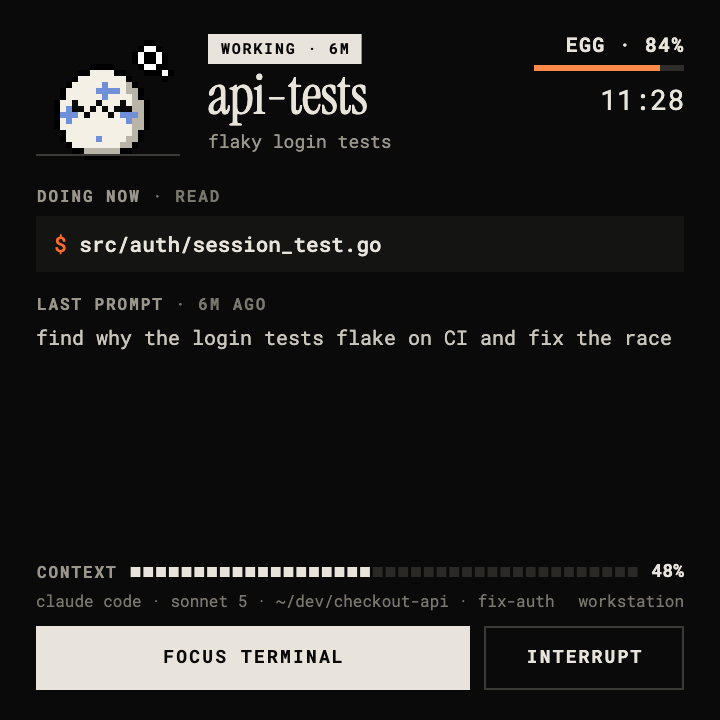 WORKING · 6M
api-tests
flaky login tests
EGG · 84%
11:28
DOING NOW · READ
$ src/auth/session_test.go
LAST PROMPT · 6M AGO
find why the login tests flake on CI and fix the race
CONTEXT 48%
claude code · sonnet 5 · ~/dev/checkout-api · fix-auth workstation
FOCUS TERMINAL
INTERRUPT